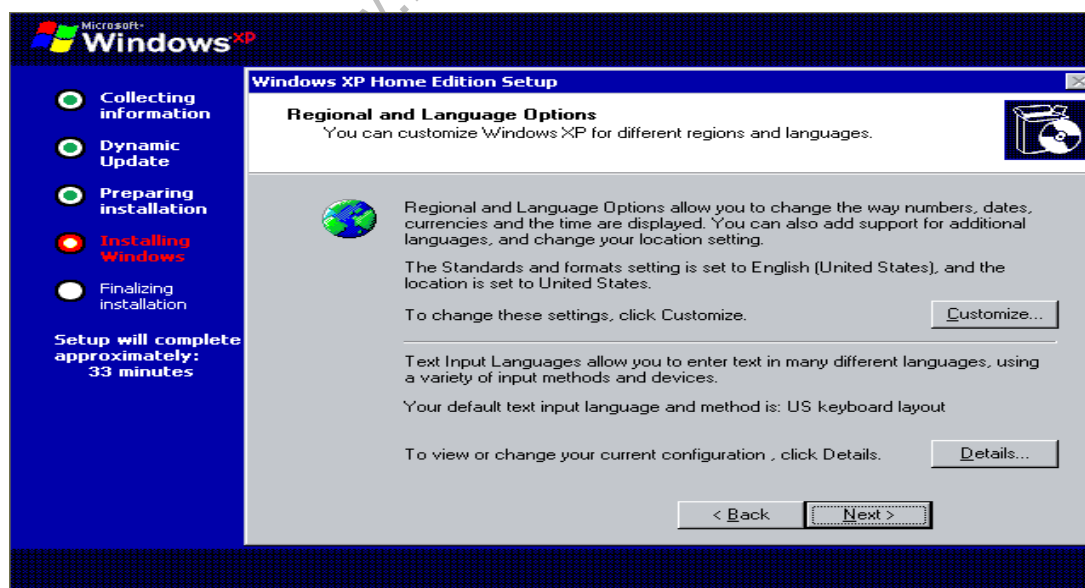 Microsoft
Windows XP
Collecting
information
Dynamic
Update
Preparing
installation
Installing
Windows
Finalizing
installation
Setup will complete
approximately:
33 minutes
Windows XP Home Edition Setup
Regional and Language Options
You can customize Windows XP for different regions and languages.
Regional and Language Options allow you to change the way numbers, dates,
currencies and the time are displayed. You can also add support for additional
languages, and change your location setting.
The Standards and formats setting is set to English (United States), and the
location is set to United States.
To change these settings, click Customize.
Customize...
Text Input Languages allow you to enter text in many different languages, using
a variety of input methods and devices.
Your default text input language and method is: US keyboard layout
To view or change your current configuration , click Details.
Details...
< Back
Next >